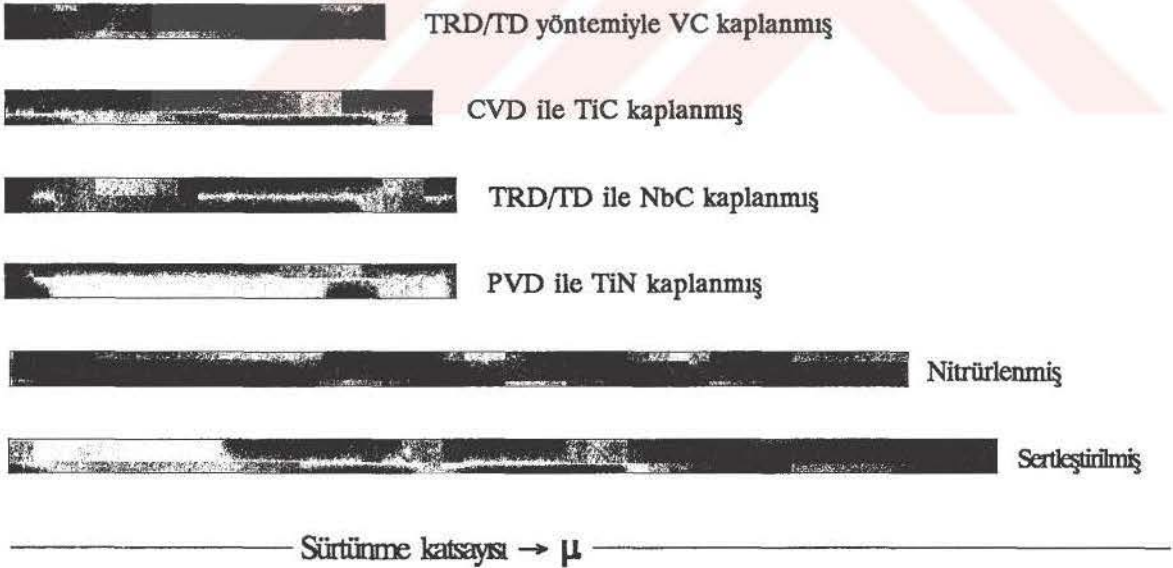 TRD/TD yöntemiyle VC kaplanmış
CVD ile TiC kaplanmış
TRD/TD ile NbC kaplanmış
PVD ile TiN kaplanmış
Nitrürlenmiş
Sertleştirilmiş
Sürtünme katsayısı → μ